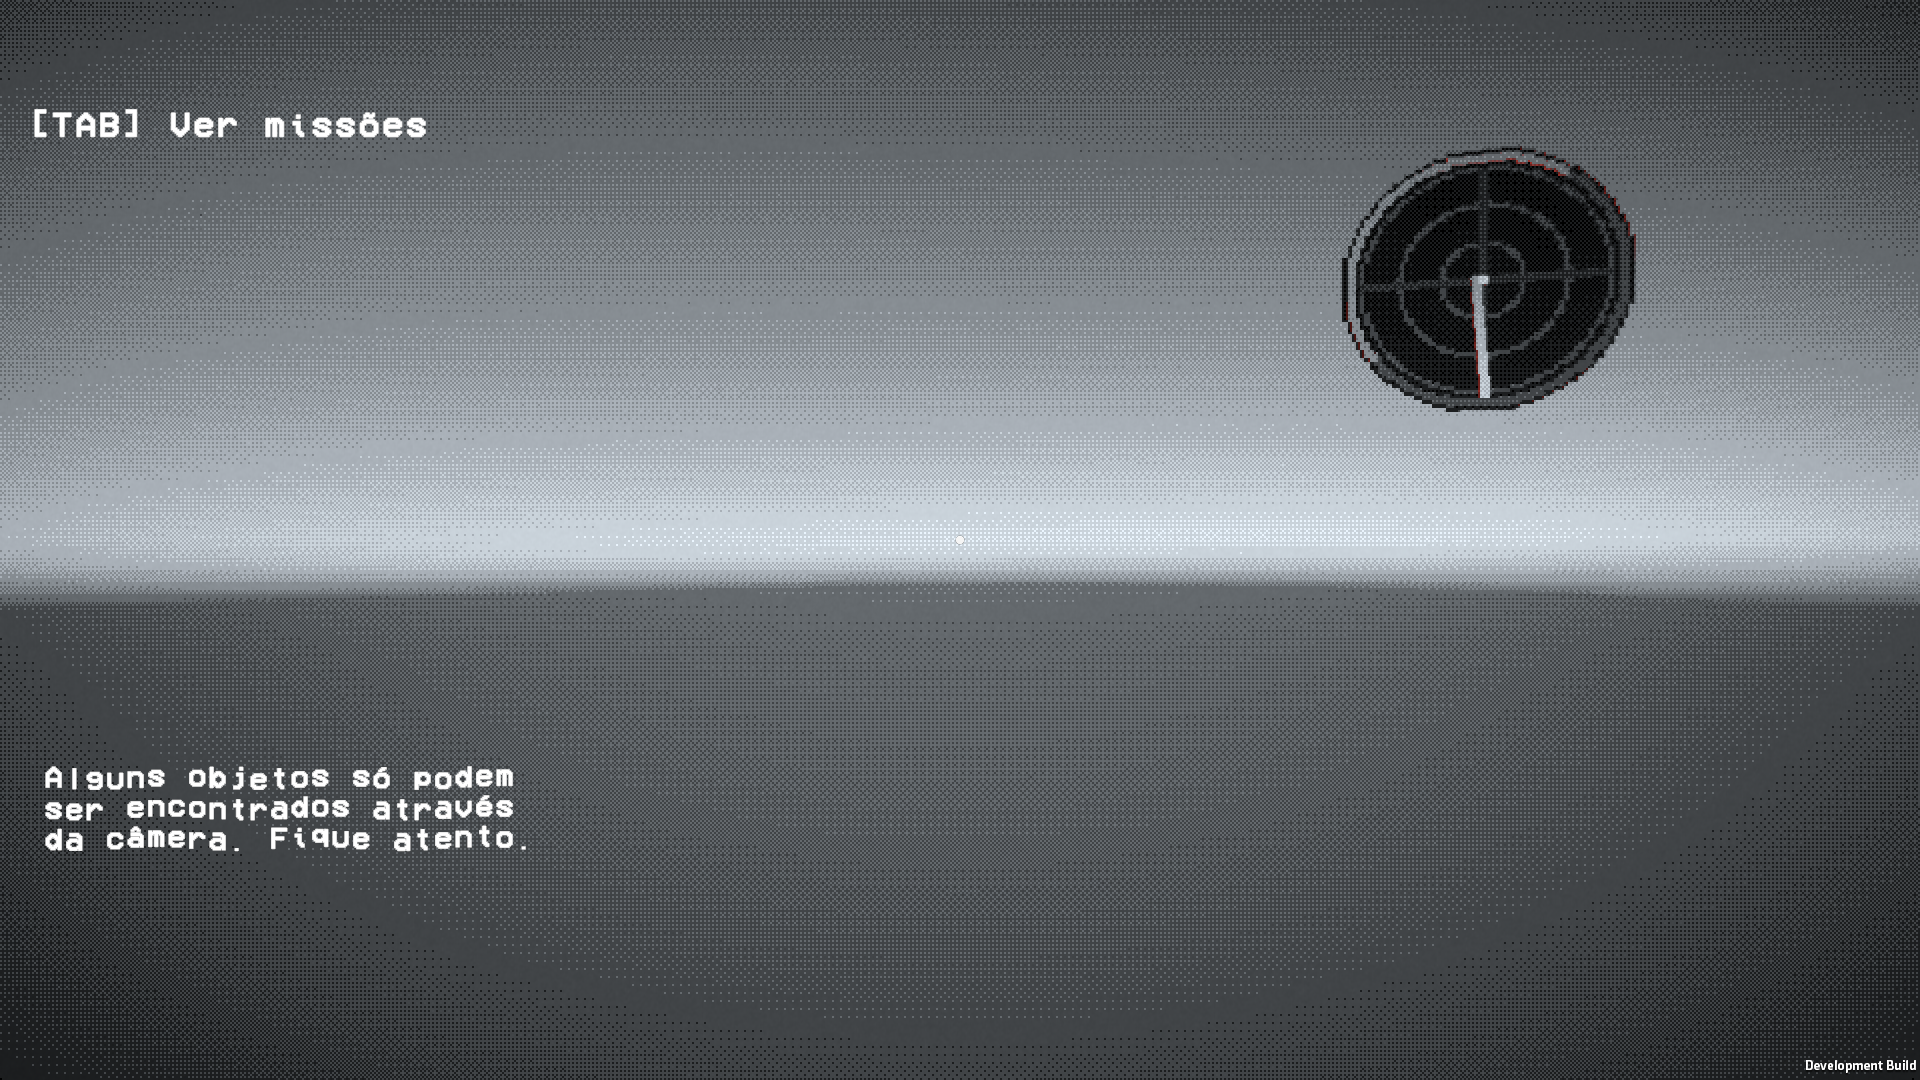 [TAB] Ver missões
Alguns objetos só podem
ser encontrados através
da câmera. Fique atento.
Development Build